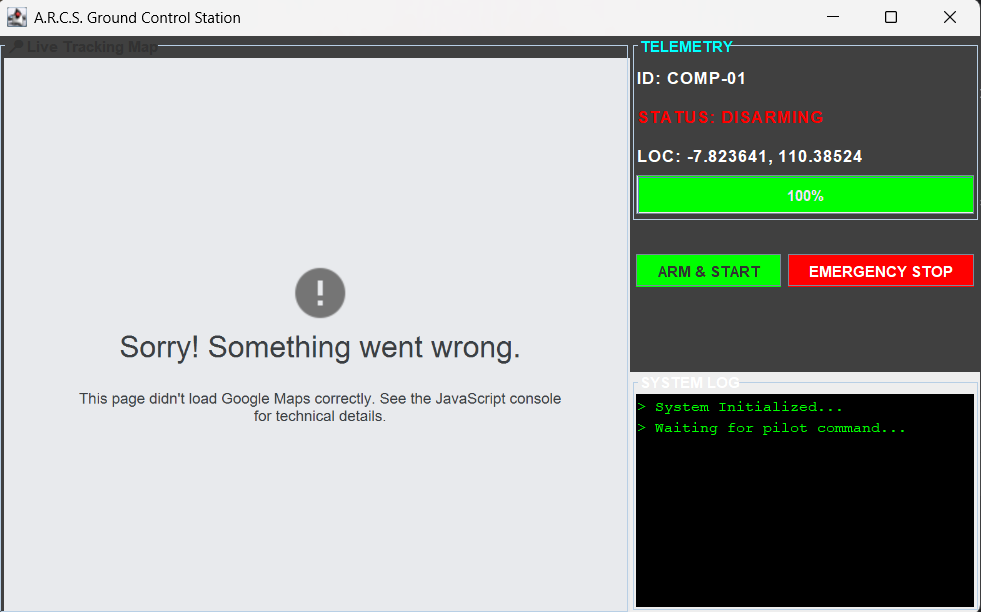 A.R.C.S. Ground Control Station
Live Tracking Map
Sorry! Something went wrong.
This page didn't load Google Maps correctly. See the JavaScript console
for technical details.
TELEMETRY
ID: COMP-01
STATUS: DISARMING
LOC: -7.823641, 110.38524
100%
ARM & START
EMERGENCY STOP
SYSTEM LOG
> System Initialized...
> Waiting for pilot command...